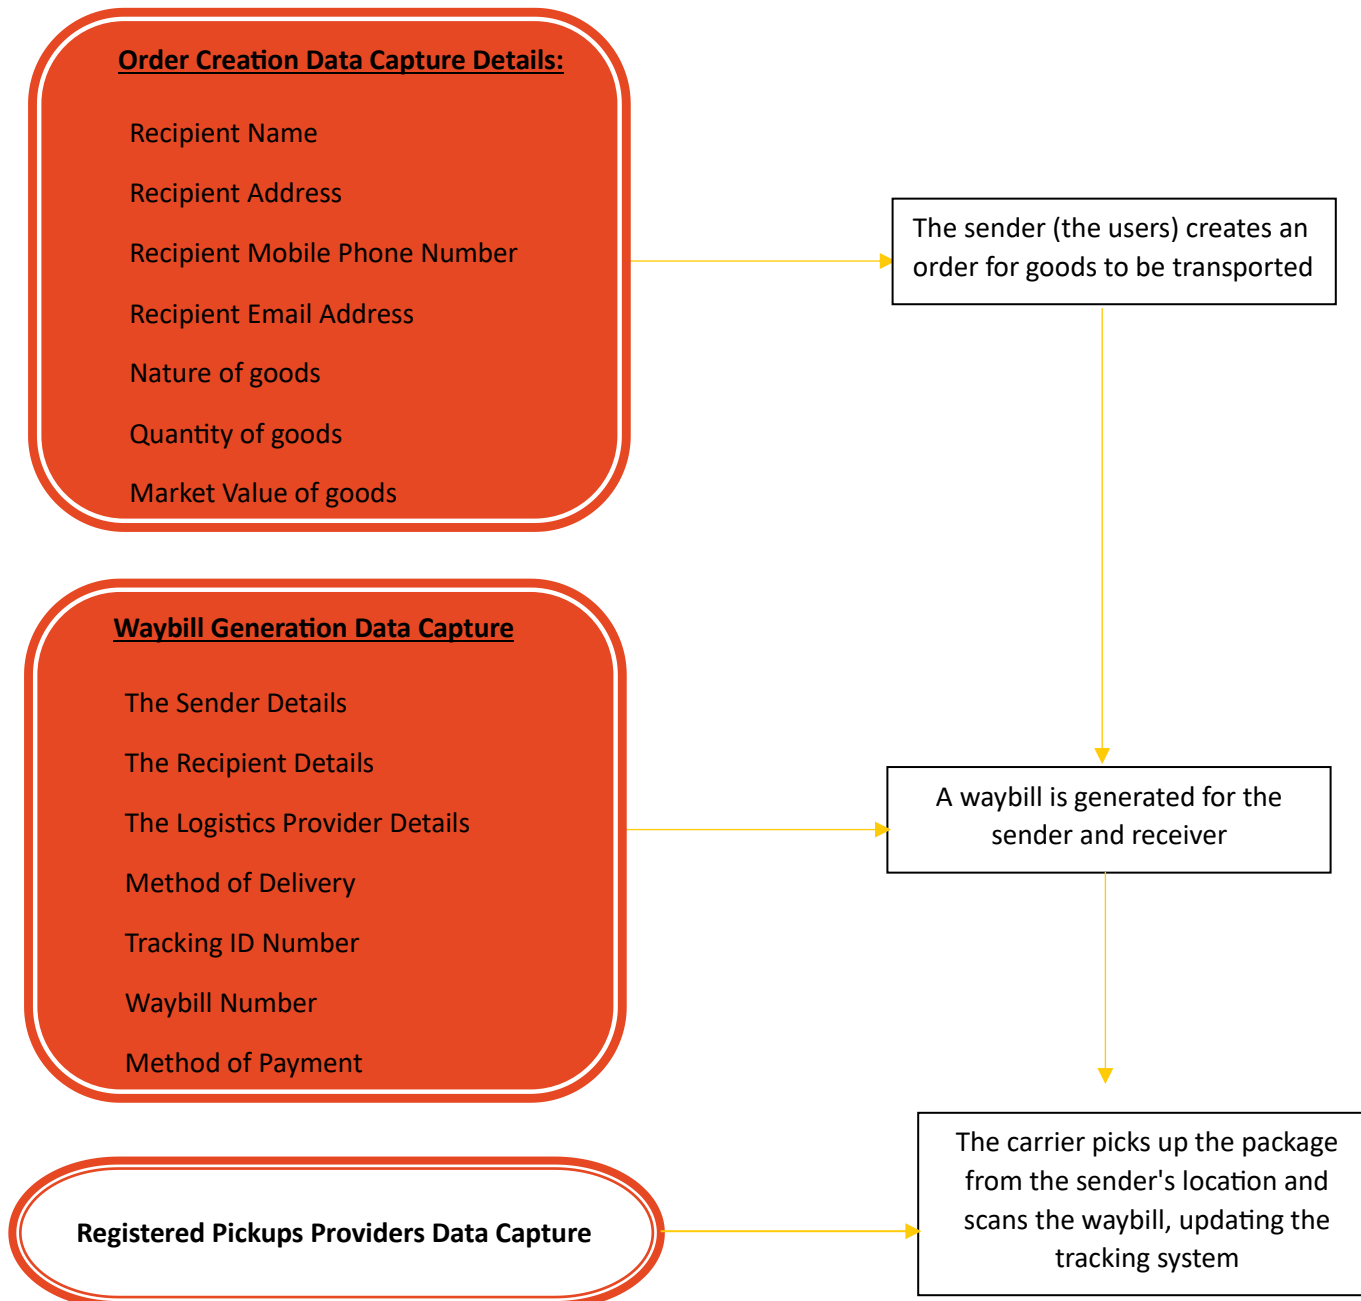 Order Creation Data Capture Details:
Recipient Name
Recipient Address
Recipient Mobile Phone Number
Recipient Email Address
Nature of goods
Quantity of goods
Market Value of goods
The sender (the users) creates an
order for goods to be transported
Waybill Generation Data Capture
The Sender Details
The Recipient Details
The Logistics Provider Details
Method of Delivery
Tracking ID Number
Waybill Number
Method of Payment
A waybill is generated for the
sender and receiver
Registered Pickups Providers Data Capture
The carrier picks up the package
from the sender's location and
scans the waybill, updating the
tracking system